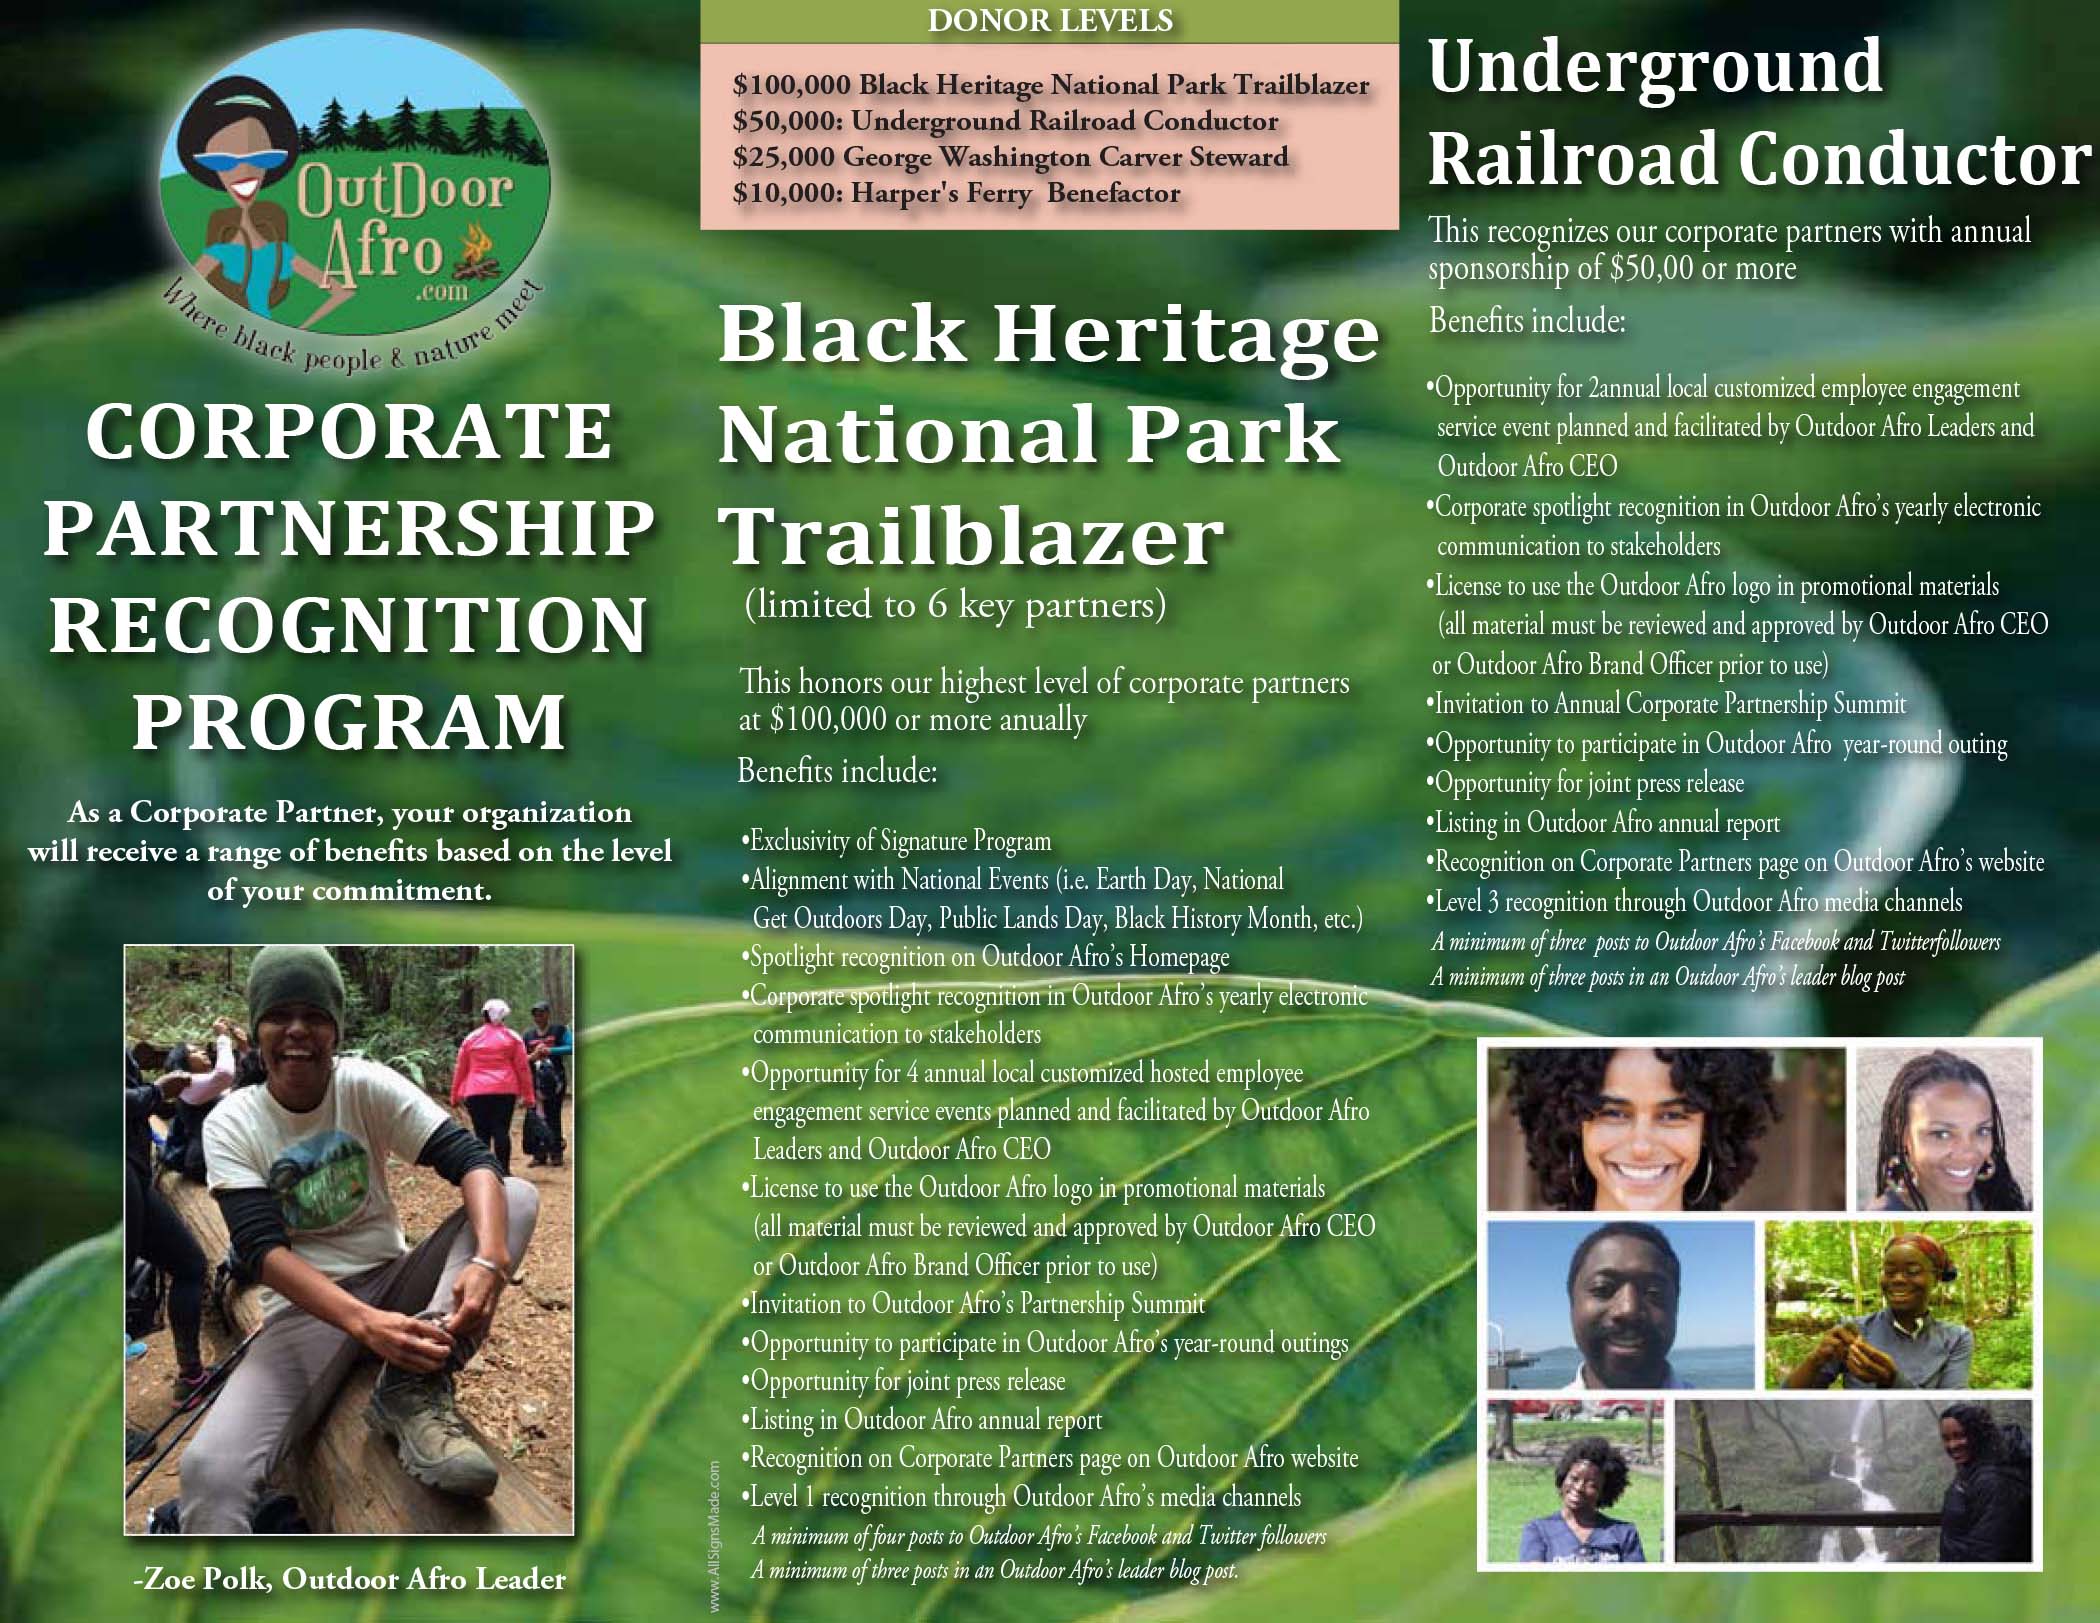 OutDoor
Afro
.com
Where black people & nature meet
CORPORATE
PARTNERSHIP
RECOGNITION
PROGRAM
As a Corporate Partner, your organization
will receive a range of benefits based on the level
of your commitment.
OutDoor
Afro
-Zoe Polk, Outdoor Afro Leader
DONOR LEVELS
$100,000 Black Heritage National Park Trailblazer
$50,000: Underground Railroad Conductor
$25,000 George Washington Carver Steward
$10,000: Harper's Ferry Benefactor
Black Heritage
National Park
Trailblazer
(limited to 6 key partners)
This honors our highest level of corporate partners
at $100,000 or more anually
Benefits include:
•Exclusivity of Signature Program
•Alignment with National Events (i.e. Earth Day, National
Get Outdoors Day, Public Lands Day, Black History Month, etc.)
•Spotlight recognition on Outdoor Afro's Homepage
•Corporate spotlight recognition in Outdoor Afro's yearly electronic
communication to stakeholders
•Opportunity for 4 annual local customized hosted employee
engagement service events planned and facilitated by Outdoor Afro
Leaders and Outdoor Afro CEO
•License to use the Outdoor Afro logo in promotional materials
(all material must be reviewed and approved by Outdoor Afro CEO
or Outdoor Afro Brand Officer prior to use)
•Invitation to Outdoor Afro's Partnership Summit
•Opportunity to participate in Outdoor Afro's year-round outings
•Opportunity for joint press release
•Listing in Outdoor Afro annual report
•Recognition on Corporate Partners page on Outdoor Afro website
•Level 1 recognition through Outdoor Afro's media channels
A minimum of four posts to Outdoor Afro's Facebook and Twitter followers
A minimum of three posts in an Outdoor Afro's leader blog post.
www.AllSignsMade.com
Underground
Railroad Conductor
This recognizes our corporate partners with annual
sponsorship of $50,00 or more
Benefits include:
•Opportunity for 2annual local customized employee engagement
service event planned and facilitated by Outdoor Afro Leaders and
Outdoor Afro CEO
•Corporate spotlight recognition in Outdoor Afro's yearly electronic
communication to stakeholders
•License to use the Outdoor Afro logo in promotional materials
(all material must be reviewed and approved by Outdoor Afro CEO
or Outdoor Afro Brand Officer prior to use)
•Invitation to Annual Corporate Partnership Summit
•Opportunity to participate in Outdoor Afro year-round outing
•Opportunity for joint press release
•Listing in Outdoor Afro annual report
•Recognition on Corporate Partners page on Outdoor Afro's website
•Level 3 recognition through Outdoor Afro media channels
A minimum of three posts to Outdoor Afro's Facebook and Twitterfollowers
A minimum of three posts in an Outdoor Afro's leader blog post